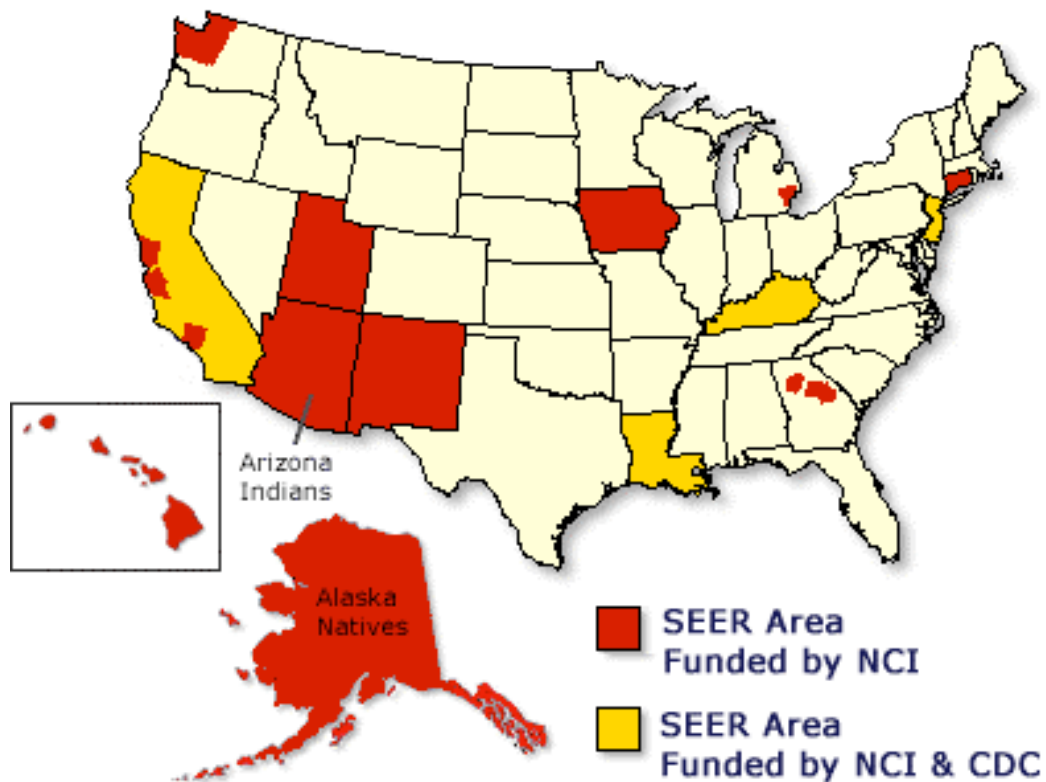 Arizona
Indians
Alaska
Natives
SEER Area
Funded by NCI
SEER Area
Funded by NCI & CDC